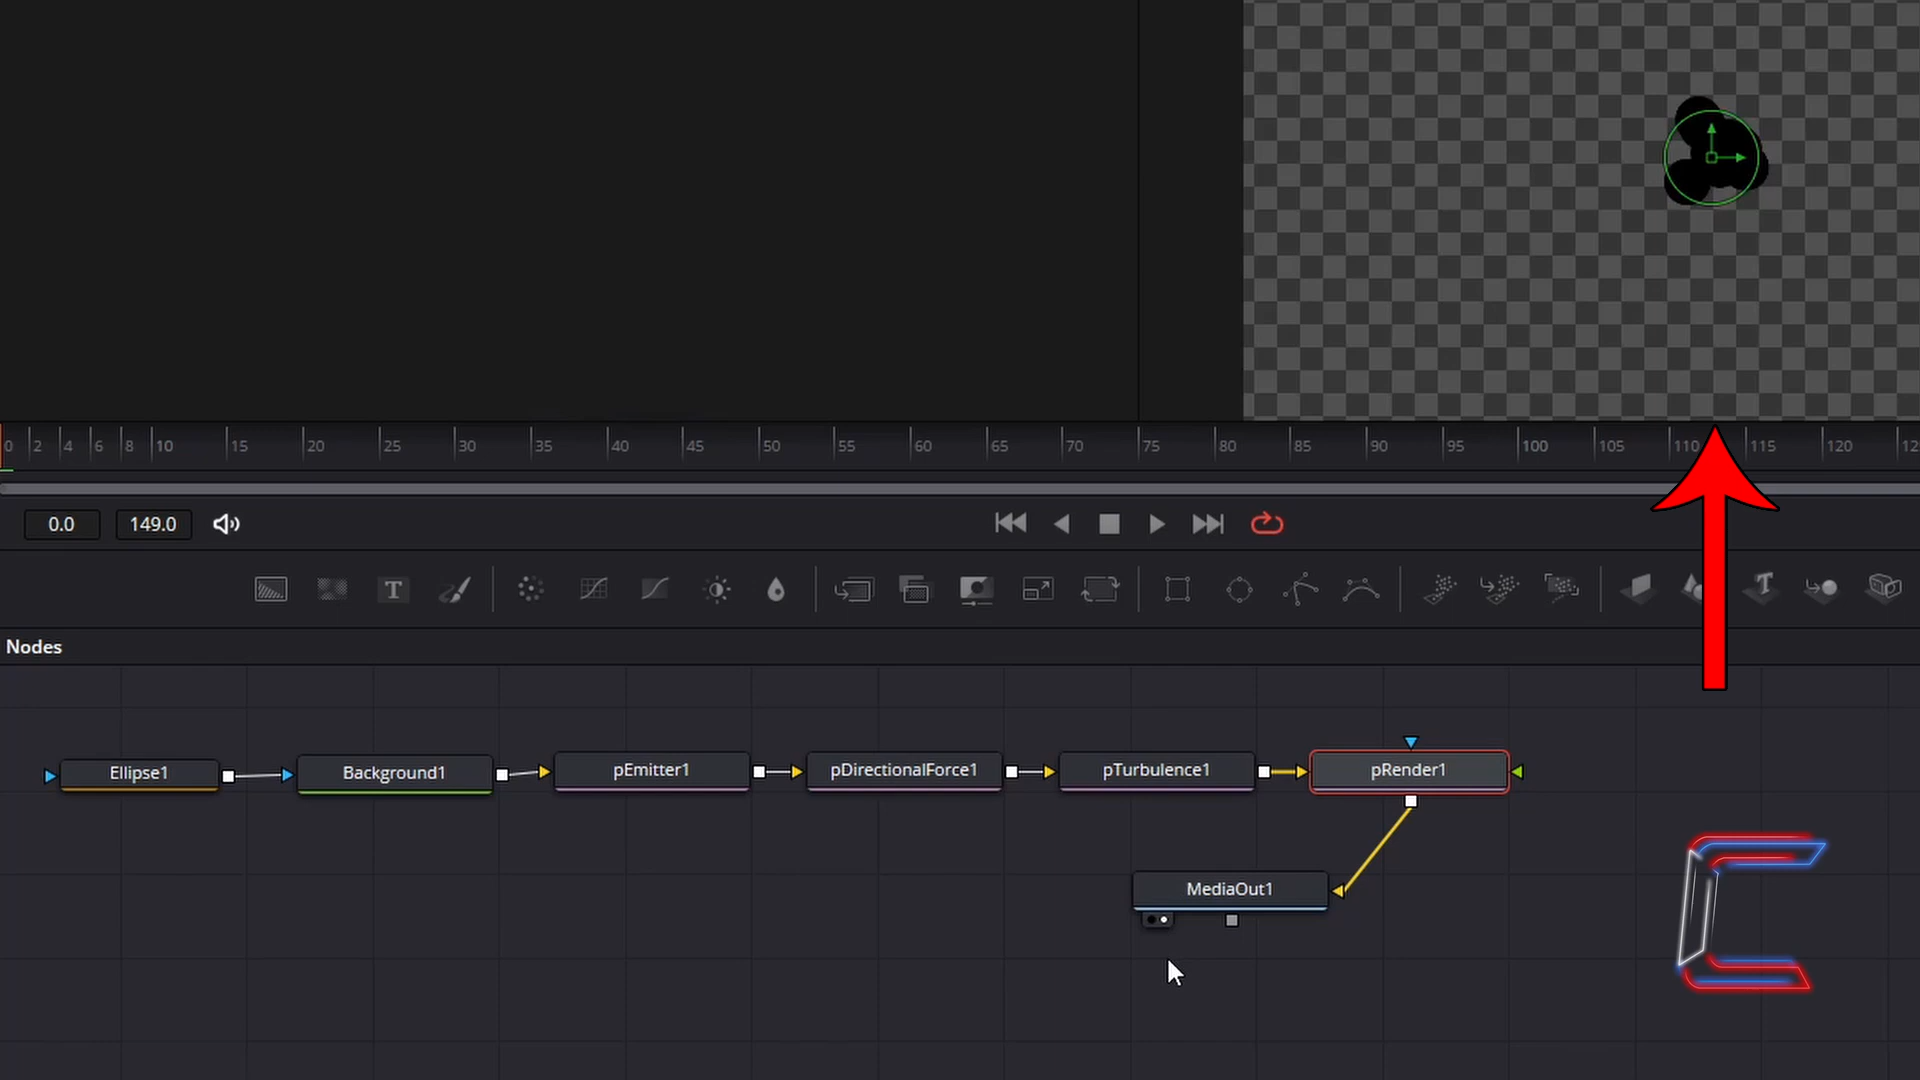 0 2 4 6 8 10 15 20 25 30 35 40 45 50 55 60 65 70 75 80 85 90 95 100 105 110 115 120
0.0 149.0
T T
Nodes
Ellipse1 Background1 pEmitter1 pDirectionalForce1 pTurbulence1 pRender1
MediaOut1